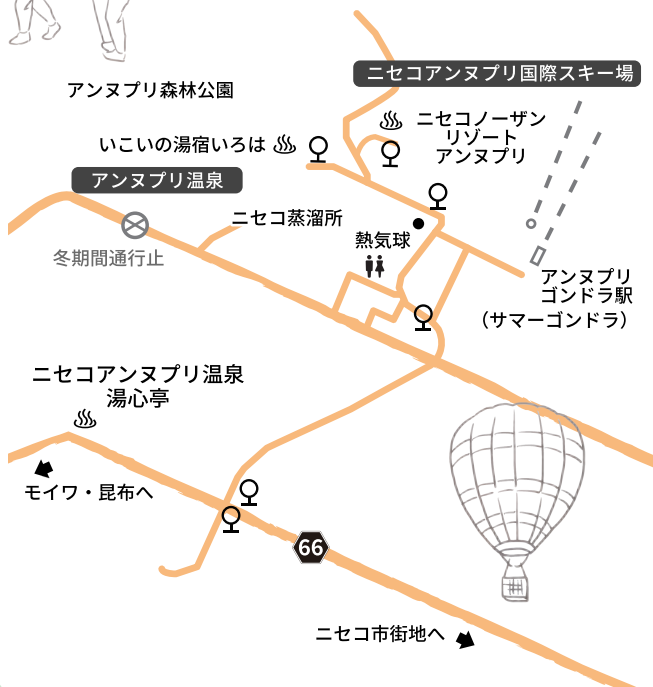 ニセコアンヌプリ国際スキー場
アンヌプリ森林公園
ニセコノーザン
リゾート
アンヌプリ
いこいの湯宿いろは
アンヌプリ温泉
ニセコ蒸溜所
熱気球
冬期間通行止
アンヌプリ
ゴンドラ駅
（サマーゴンドラ）
ニセコアンヌプリ温泉
湯心亭
モイワ・昆布へ
66
ニセコ市街地へ